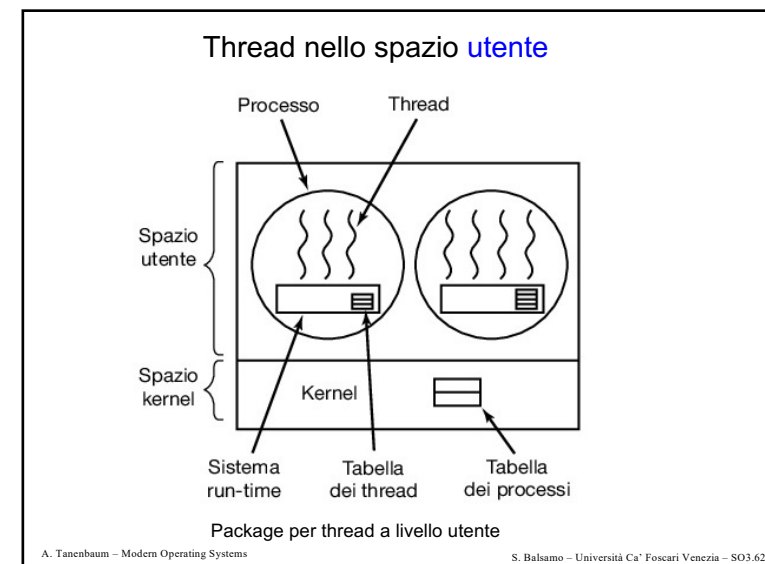 Thread nello spazio utente
Processo
Thread
Spazio
utente
Spazio
kernel
Kernel
Sistema
run-time
Tabella
dei thread
Tabella
dei processi
Package per thread a livello utente
A. Tanenbaum – Modern Operating Systems
S. Balsamo – Università Ca' Foscari Venezia – SO3.62